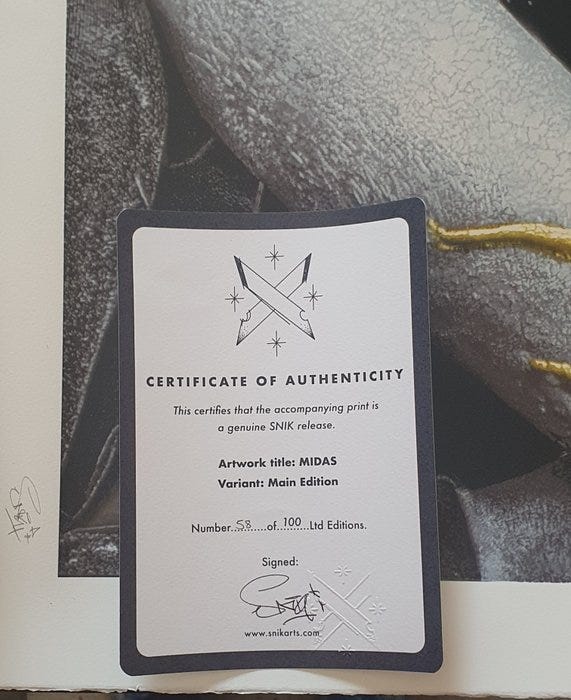 CERTIFICATE OF AUTHENTICITY
This certifies that the accompanying print is
a genuine SNIK release.
Artwork title: MIDAS
Variant: Main Edition
Number..58......of..100..Ltd Editions.
Signed:
www.snikarts.com